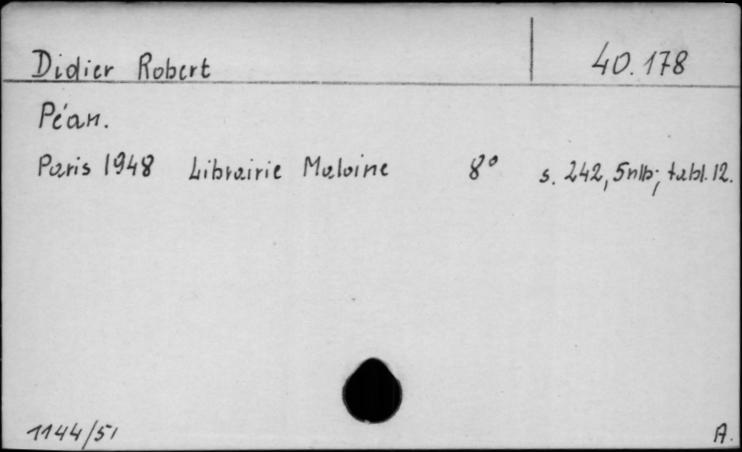 Didier Robert 40.178
Péan.
Paris 1948 Librairie Maloine 8° s. 242, 5nlb; tabl. 12.
1144/51 A.